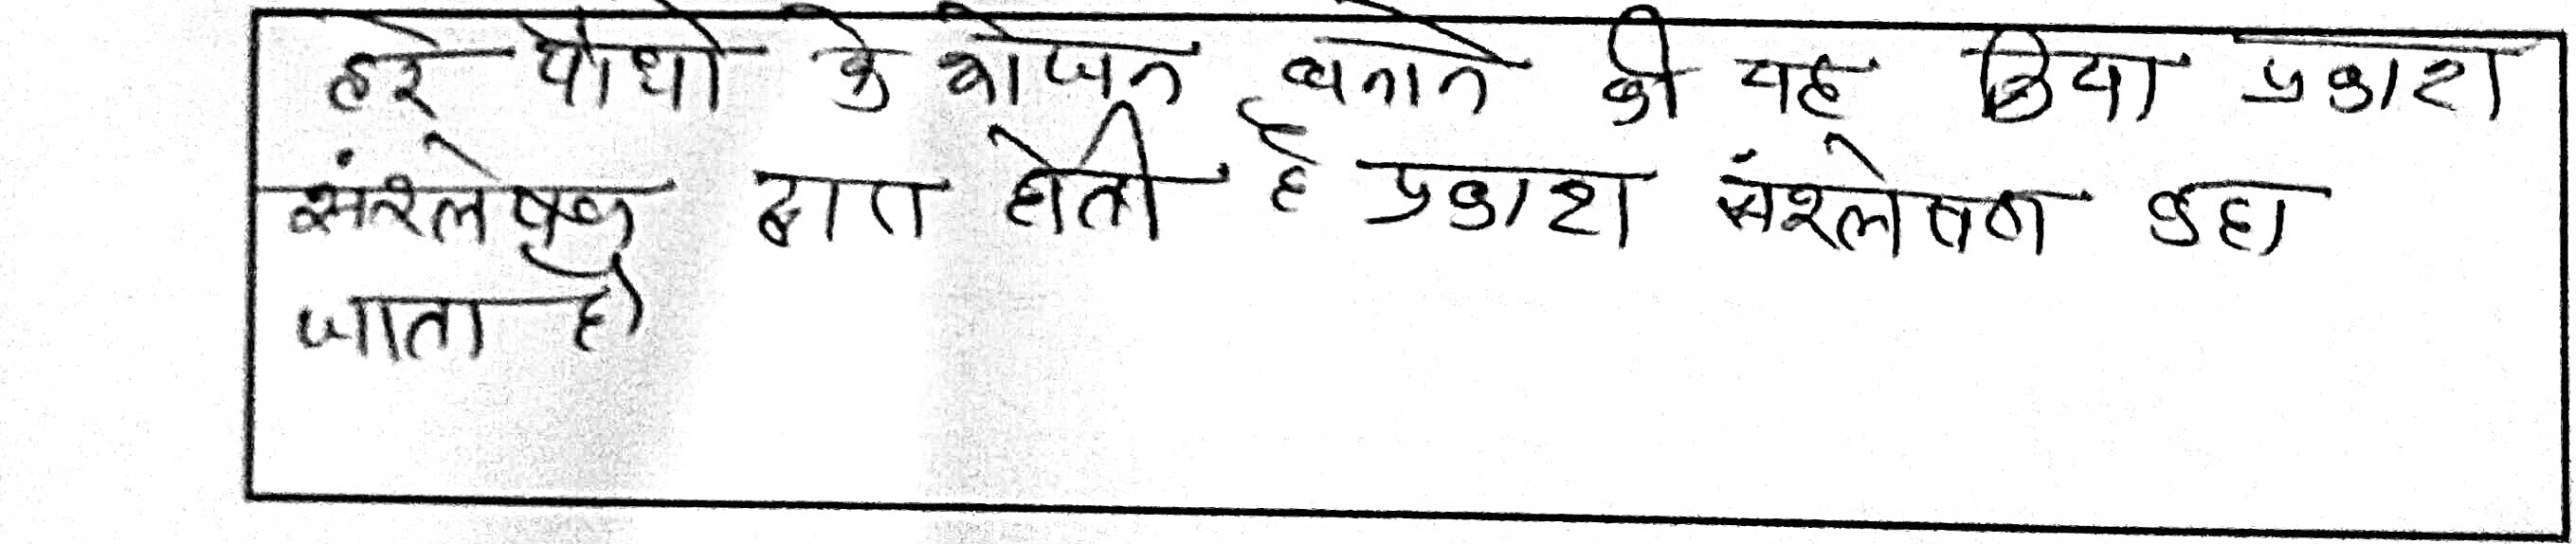 हरे पौधो के भोजन बनाने की यह क्रिया प्रकाश
संश्लेषण द्वारा होती है प्रकाश संश्लेषण कहा
जाता है